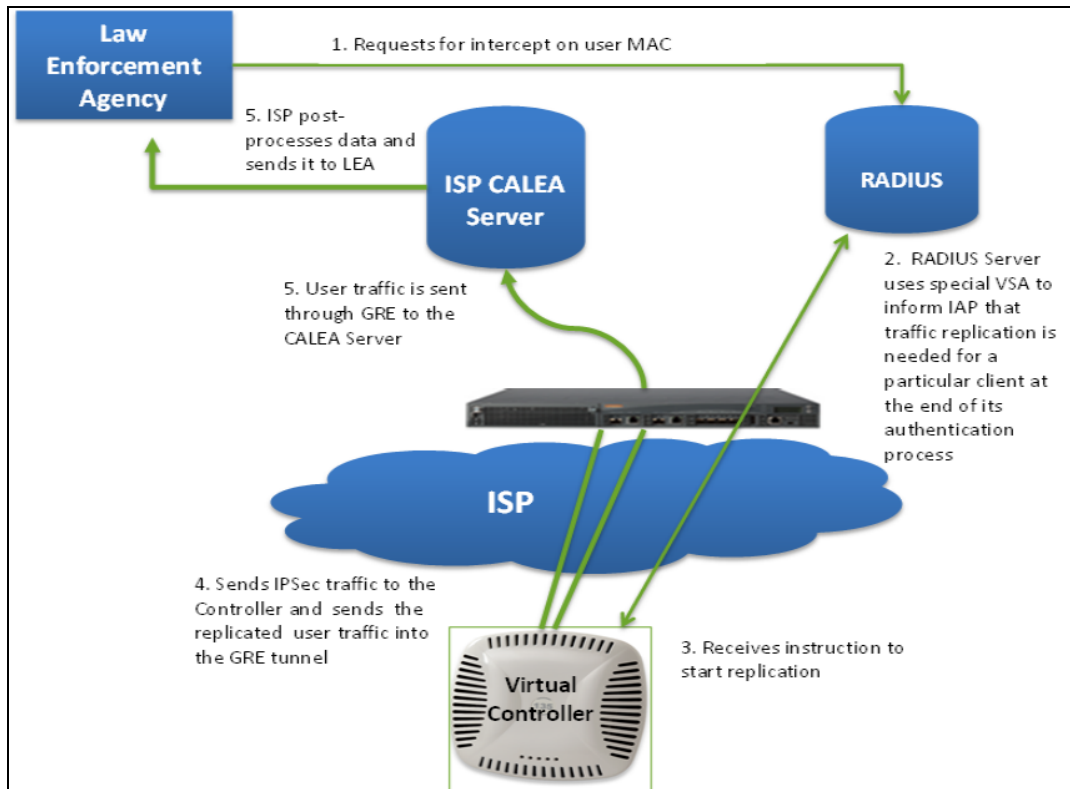 Law
Enforcement
Agency
1. Requests for intercept on user MAC
5. ISP post-
processes data and
sends it to LEA
ISP CALEA
Server
RADIUS
2. RADIUS Server
uses special VSA to
inform IAP that
traffic replication is
needed for a
particular client at
the end of its
authentication
process
5. User traffic is sent
through GRE to the
CALEA Server
ISP
4. Sends IPSec traffic to the
Controller and sends the
replicated user traffic into
the GRE tunnel
3. Receives instruction to
start replication
Virtual
Controller